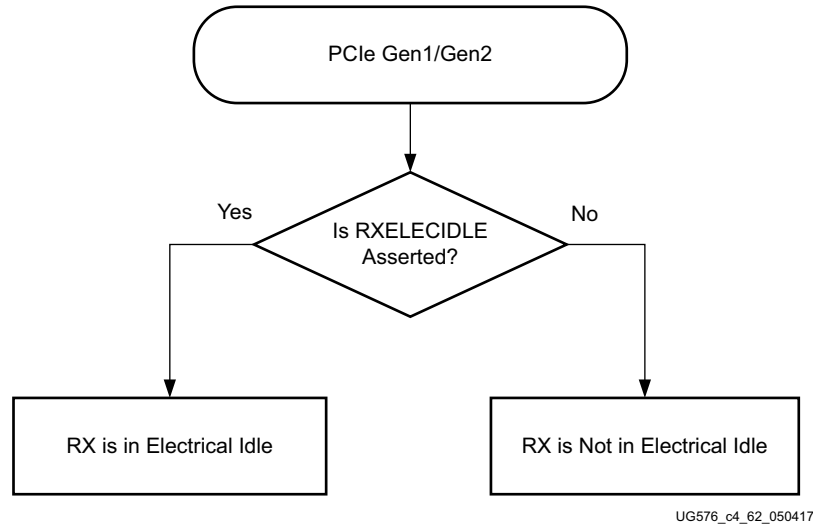 PCIe Gen1/Gen2
Yes
Is RXELECIDLE
Asserted?
No
RX is in Electrical Idle
RX is Not in Electrical Idle
UG576_c4_62_050417